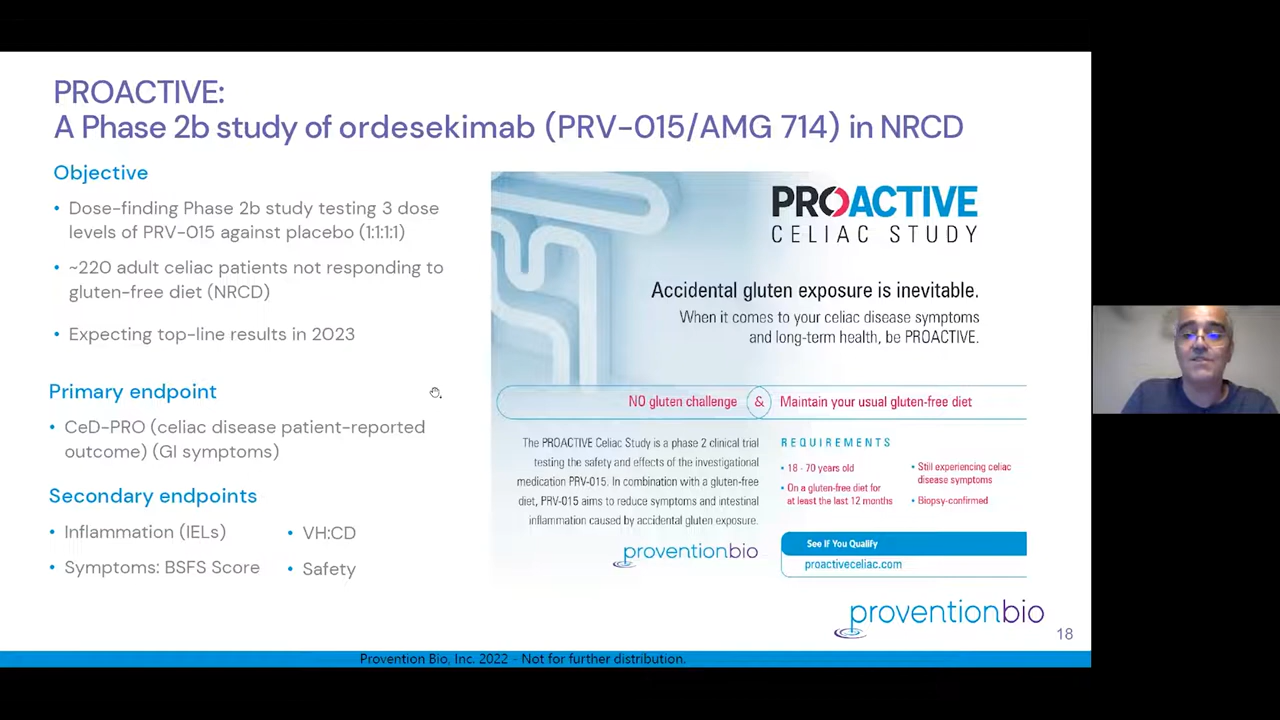 PROACTIVE:
A Phase 2b study of ordesekimab (PRV-015/AMG 714) in NRCD
Objective
• Dose-finding Phase 2b study testing 3 dose
levels of PRV-015 against placebo (1:1:1:1)
• ~220 adult celiac patients not responding to
gluten-free diet (NRCD)
• Expecting top-line results in 2023
Primary endpoint
• CeD-PRO (celiac disease patient-reported
outcome) (GI symptoms)
Secondary endpoints
• Inflammation (IELs)
• Symptoms: BSFS Score
• VH:CD
• Safety
PROACTIVE
CELIAC STUDY
Accidental gluten exposure is inevitable.
When it comes to your celiac disease symptoms
and long-term health, be PROACTIVE.
NO gluten challenge & Maintain your usual gluten-free diet
The PROACTIVE Celiac Study is a phase 2 clinical trial
testing the safety and effects of the investigational
medication PRV-015. In combination with a gluten-free
diet, PRV-015 aims to reduce symptoms and intestinal
inflammation caused by accidental gluten exposure.
proventionbio
REQUIREMENTS
• 18 - 70 years old
• On a gluten-free diet for
at least the last 12 months
• Still experiencing celiac
disease symptoms
• Biopsy-confirmed
See If You Qualify
proactiveceliac.com
proventionbio
18
Provention Bio, Inc. 2022 - Not for further distribution.